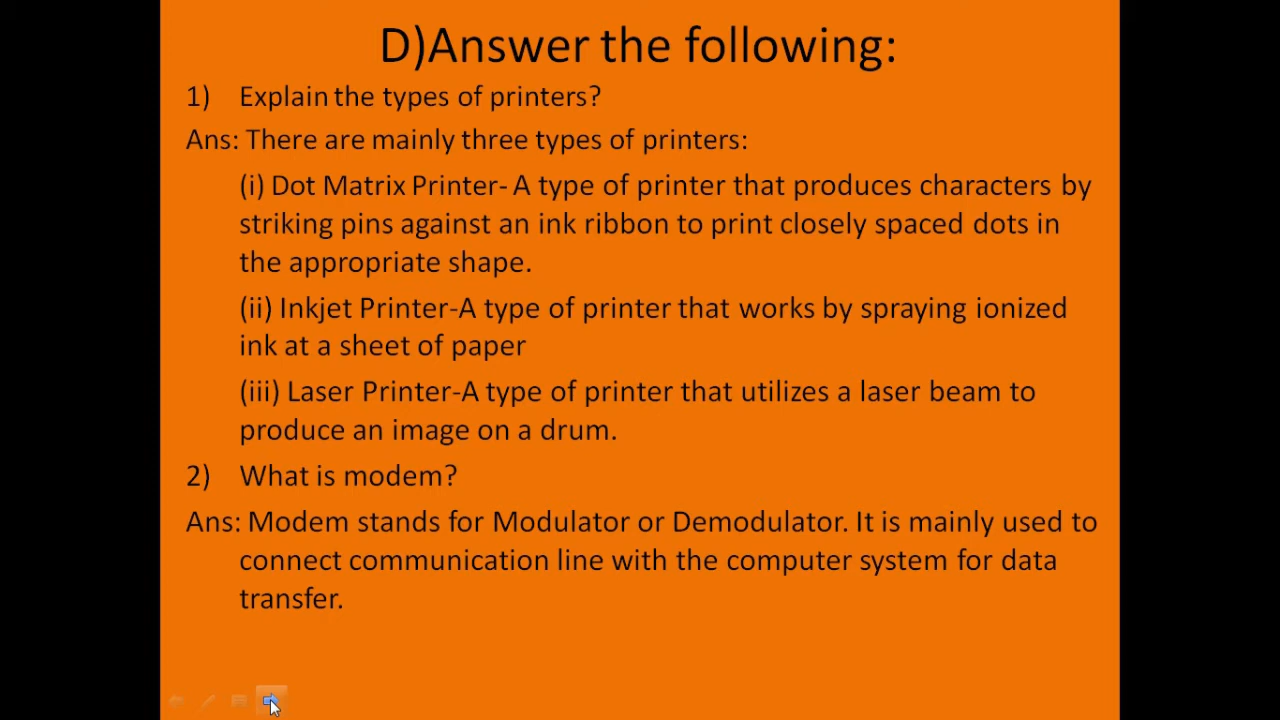 D)Answer the following:
1) Explain the types of printers?
Ans: There are mainly three types of printers:
(i) Dot Matrix Printer- A type of printer that produces characters by
striking pins against an ink ribbon to print closely spaced dots in
the appropriate shape.
(ii) Inkjet Printer-A type of printer that works by spraying ionized
ink at a sheet of paper
(iii) Laser Printer-A type of printer that utilizes a laser beam to
produce an image on a drum.
2) What is modem?
Ans: Modem stands for Modulator or Demodulator. It is mainly used to
connect communication line with the computer system for data
transfer.